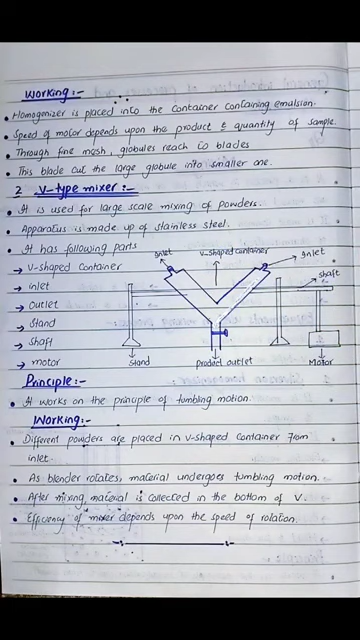 Working:-
• Homogenizer is placed into the container containing emulsion.
• Speed of motor depends upon the product & quantity of sample.
• Through fine mesh, globules reach to blades
• This blade cut the large globule into smaller one.
2 V-type mixer:-
• It is used for large scale mixing of powders.
• Apparatus is made up of stainless steel.
• It has following parts
→ V-shaped container
→ inlet
→ Outlet
→ Stand
→ Shaft
→ motor
Inlet
V-shaped container
Inlet
shaft
Stand
product outlet
Motor
Principle:-
• It works on the principle of tumbling motion.
Working:-
• Different powders are placed in V-shaped container from
inlet.
• As blender rotates, material undergoes tumbling motion.
• After mixing material is collected in the bottom of V.
• Efficiency of mixer depends upon the speed of rotation.